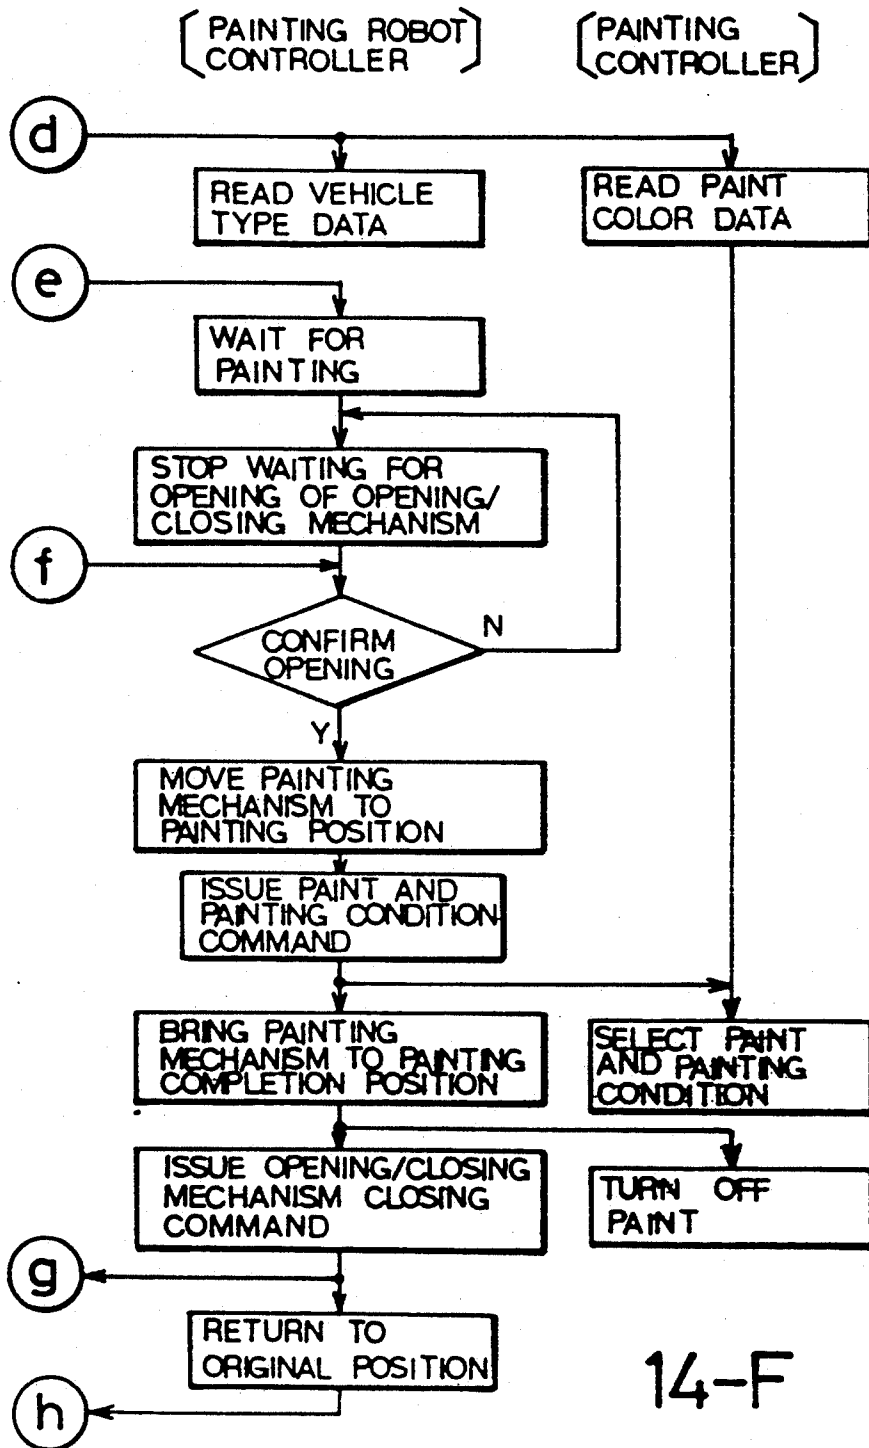 [PAINTING ROBOT
CONTROLLER]
[PAINTING
CONTROLLER]
d
READ VEHICLE
TYPE DATA
READ PAINT
COLOR DATA
e
WAIT FOR
PAINTING
STOP WAITING FOR
OPENING OF OPENING/
CLOSING MECHANISM
f
CONFIRM
OPENING
N
Y
MOVE PAINTING
MECHANISM TO
PAINTING POSITION
ISSUE PAINT AND
PAINTING CONDITION
COMMAND
BRING PAINTING
MECHANISM TO PAINTING
COMPLETION POSITION
SELECT PAINT
AND PAINTING
CONDITION
ISSUE OPENING/CLOSING
MECHANISM CLOSING
COMMAND
TURN OFF
PAINT
g
RETURN TO
ORIGINAL POSITION
h
14-F